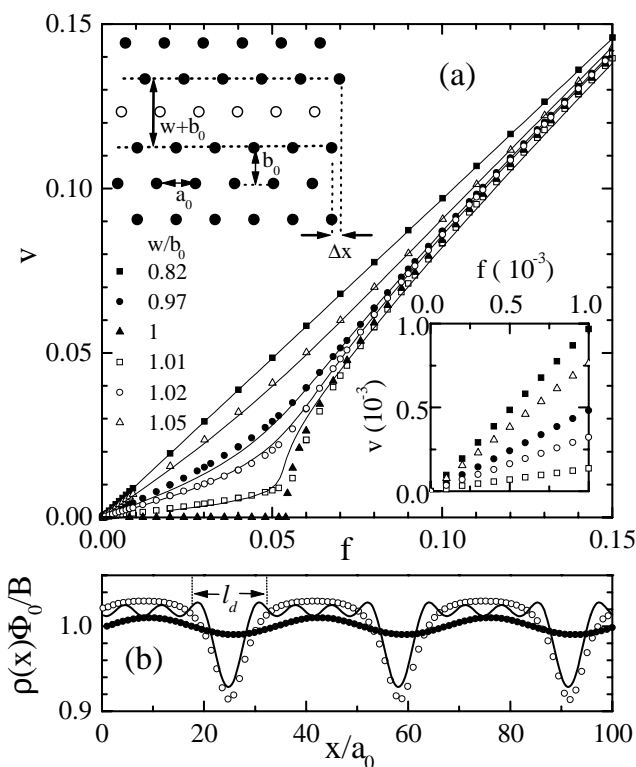 0.15
0.10
0.05
0.00
v
(a)
w+b₀
b₀
a₀
Δx
w/b₀
0.82
0.97
1
1.01
1.02
1.05
f (10⁻³)
0.0 0.5 1.0
1.0
0.5
0.0
v (10⁻³)
0.00 0.05 0.10 0.15
f
l_d
1.0
0.9
ρ(x)Φ₀/B
(b)
0 20 40 60 80 100
x/a₀